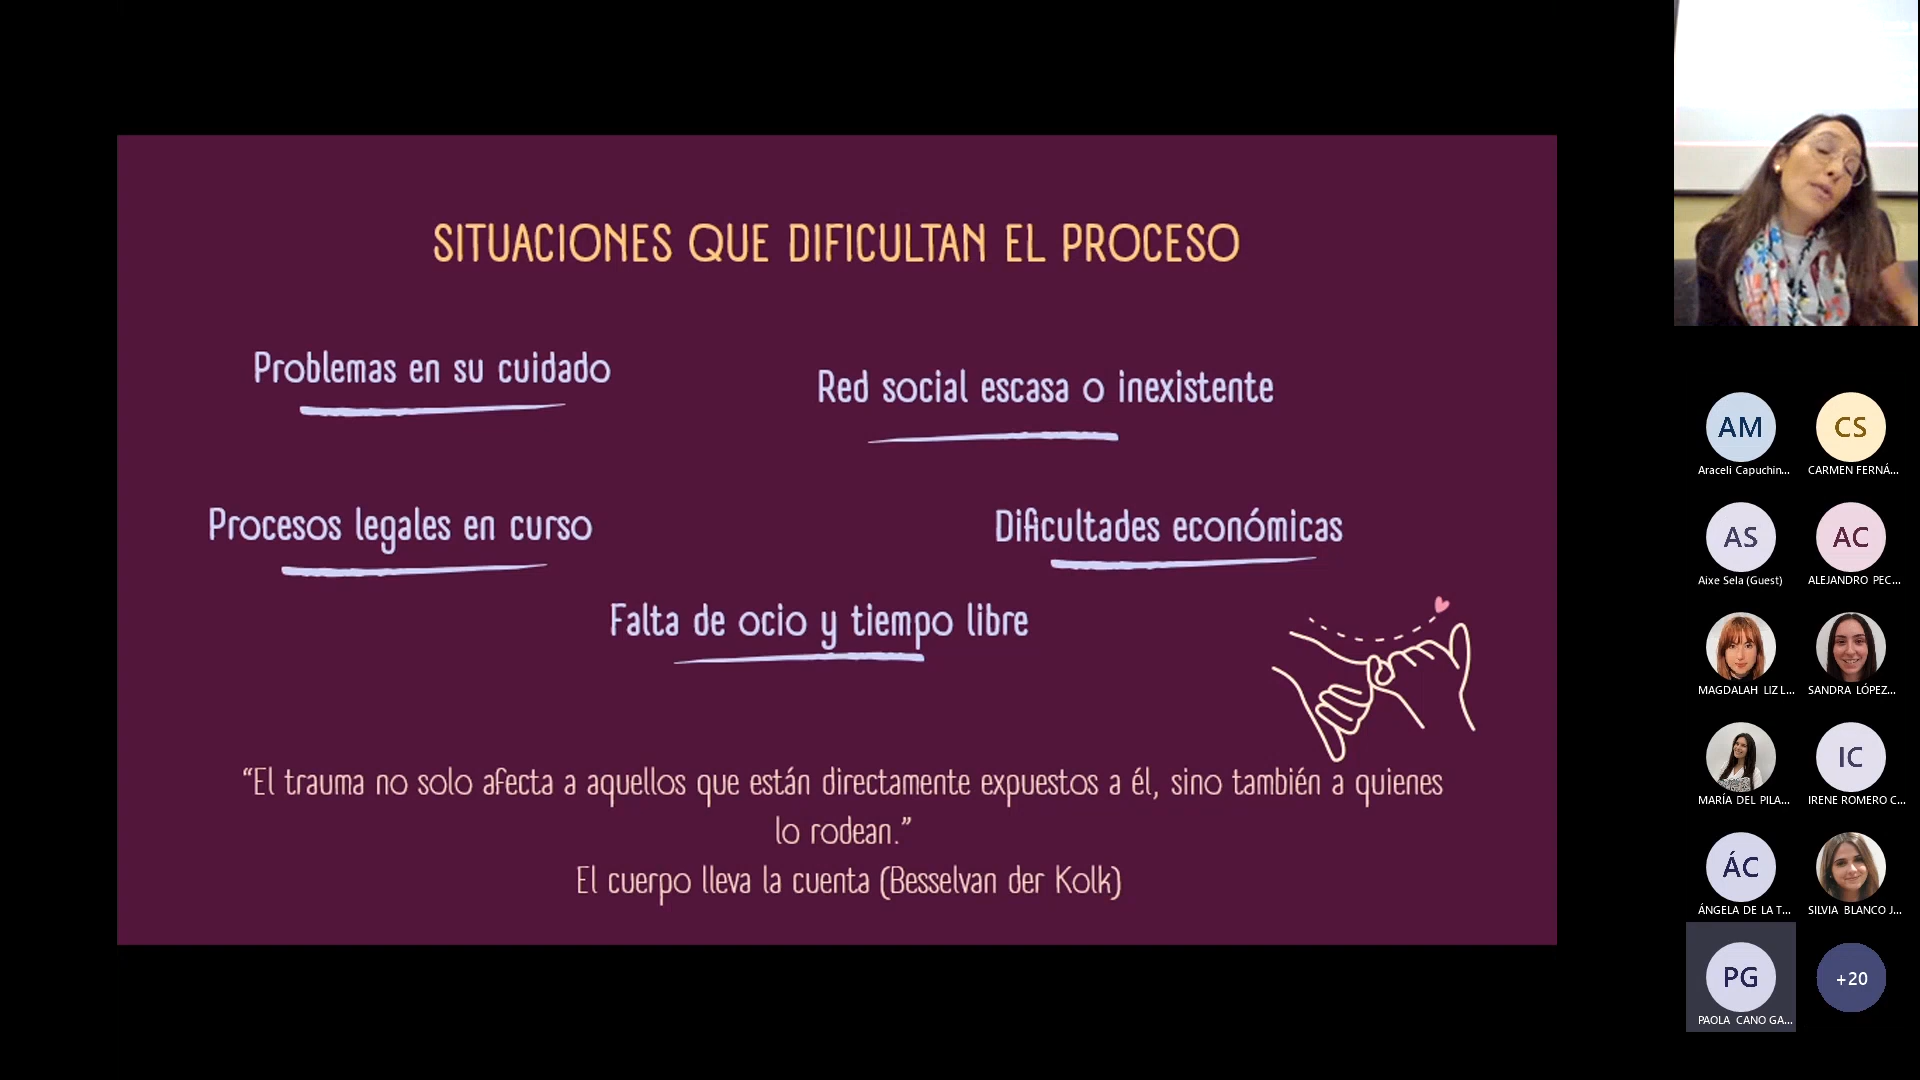 SITUACIONES QUE DIFICULTAN EL PROCESO
Problemas en su cuidado
Red social escasa o inexistente
Procesos legales en curso
Dificultades económicas
Falta de ocio y tiempo libre
“El trauma no solo afecta a aquellos que están directamente expuestos a él, sino también a quienes
lo rodean.”
El cuerpo lleva la cuenta (Besselvan der Kolk)
AM
Araceli Capuchin...
CS
CARMEN FERNÁ...
AS
Aixe Sela (Guest)
AC
ALEJANDRO PEC...
MAGDALAH LIZ L...
SANDRA LÓPEZ...
MARÍA DEL PILA...
IC
IRENE ROMERO C...
ÁC
ÁNGELA DE LA T...
SILVIA BLANCO J...
PG
PAOLA CANO GA...
+20